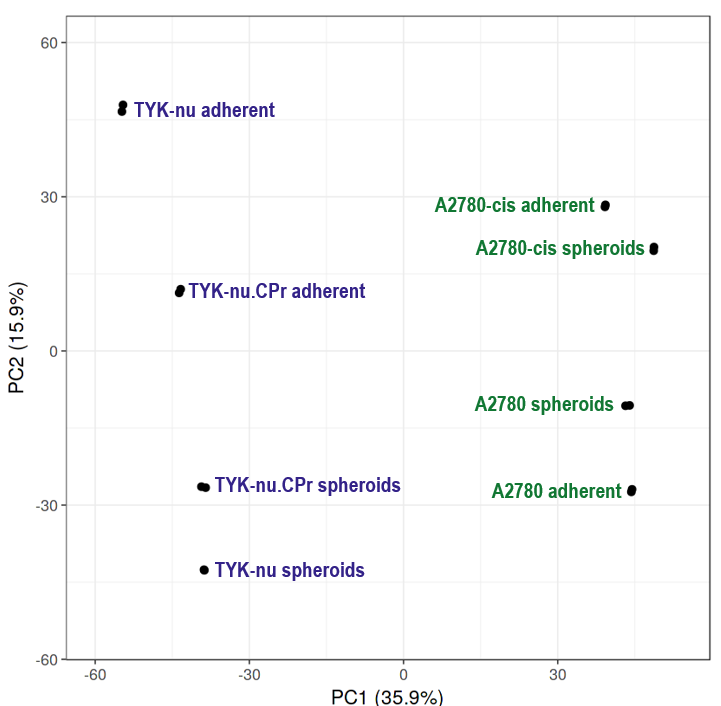 60
TYK-nu adherent
30
A2780-cis adherent
A2780-cis spheroids
TYK-nu.CPr adherent
PC2 (15.9%)
0
A2780 spheroids
TYK-nu.CPr spheroids
A2780 adherent
-30
TYK-nu spheroids
-60
-60
-30
0
30
PC1 (35.9%)